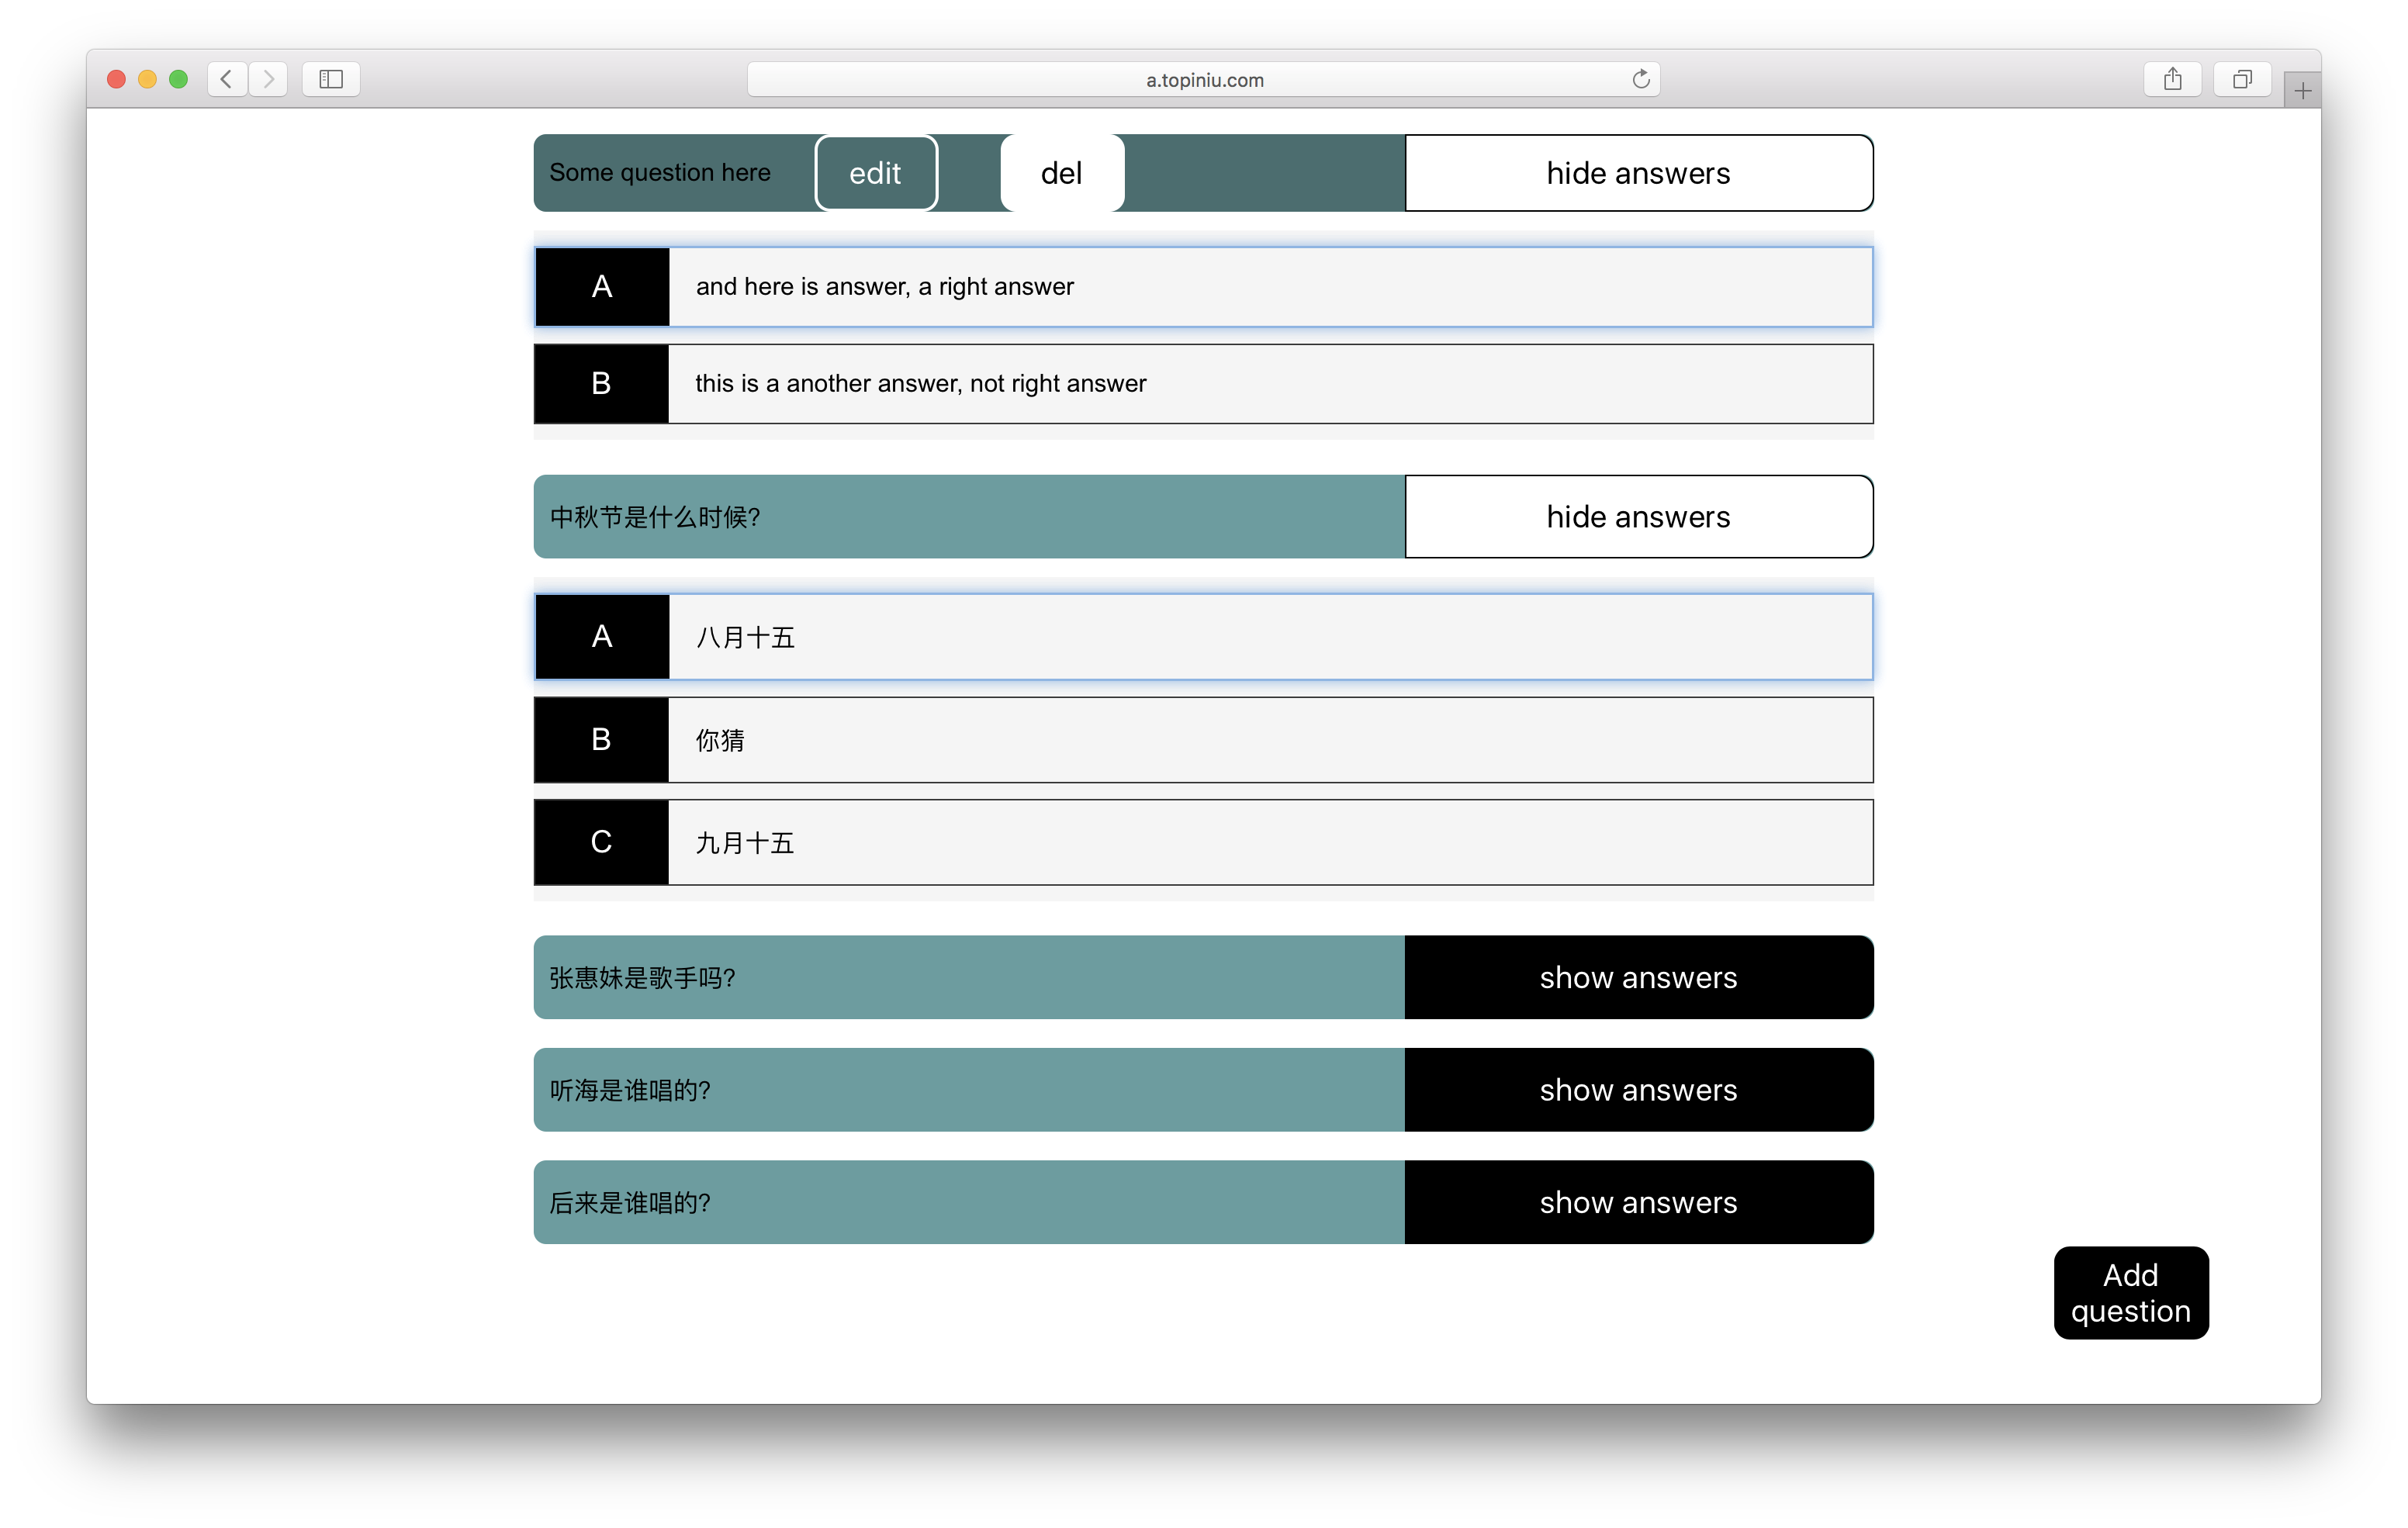 a.topiniu.com
Some question here edit del hide answers
A and here is answer, a right answer
B this is a another answer, not right answer
中秋节是什么时候? hide answers
A 八月十五
B 你猜
C 九月十五
张惠妹是歌手吗? show answers
听海是谁唱的? show answers
后来是谁唱的? show answers
Add
question